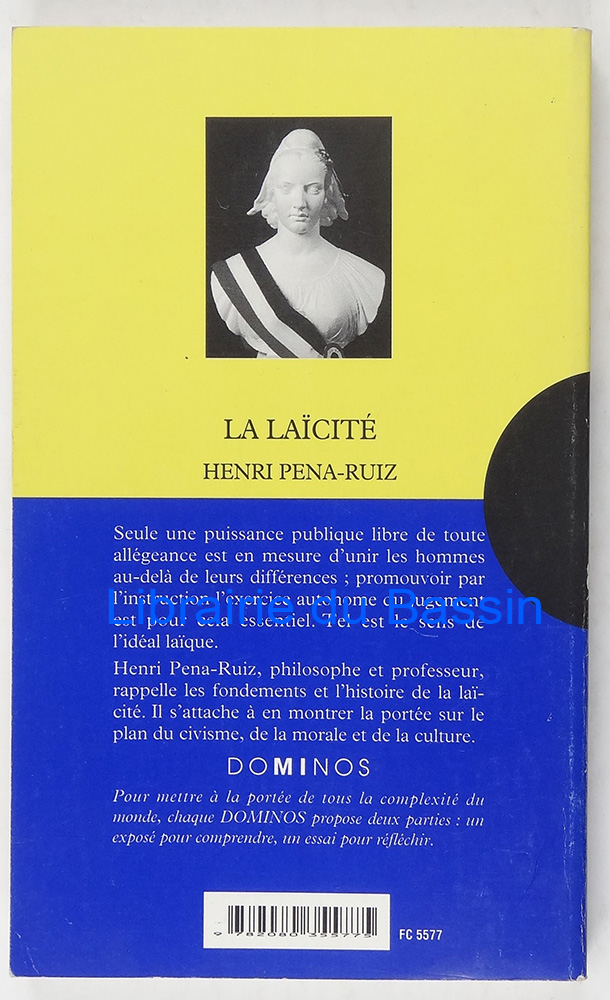 LA LAÏCITÉ
HENRI PENA-RUIZ
Seule une puissance publique libre de toute
allégeance est en mesure d'unir les hommes
au-delà de leurs différences ; promouvoir par
l'instruction l'exercice autonome du jugement
est pour cela essentiel. Tel est le sens de
l'idéal laïque.
Librairie du Bassin
Henri Pena-Ruiz, philosophe et professeur,
rappelle les fondements et l'histoire de la laï-
cité. Il s'attache à en montrer la portée sur le
plan du civisme, de la morale et de la culture.
DOMINOS
Pour mettre à la portée de tous la complexité du
monde, chaque DOMINOS propose deux parties : un
exposé pour comprendre, un essai pour réfléchir.
9 782080 355775
FC 5577